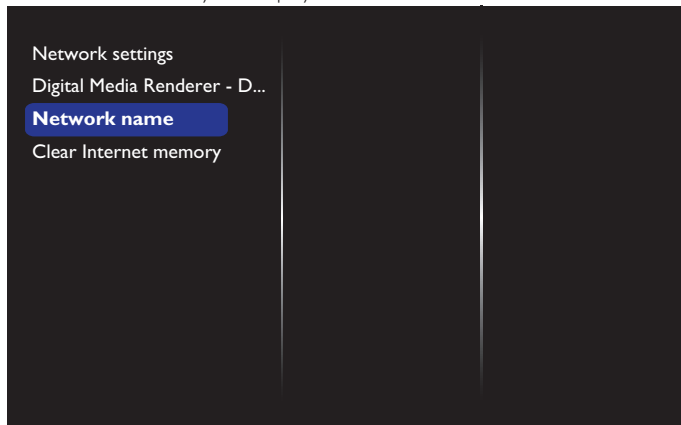 Network settings
Digital Media Renderer - D...
Network name
Clear Internet memory